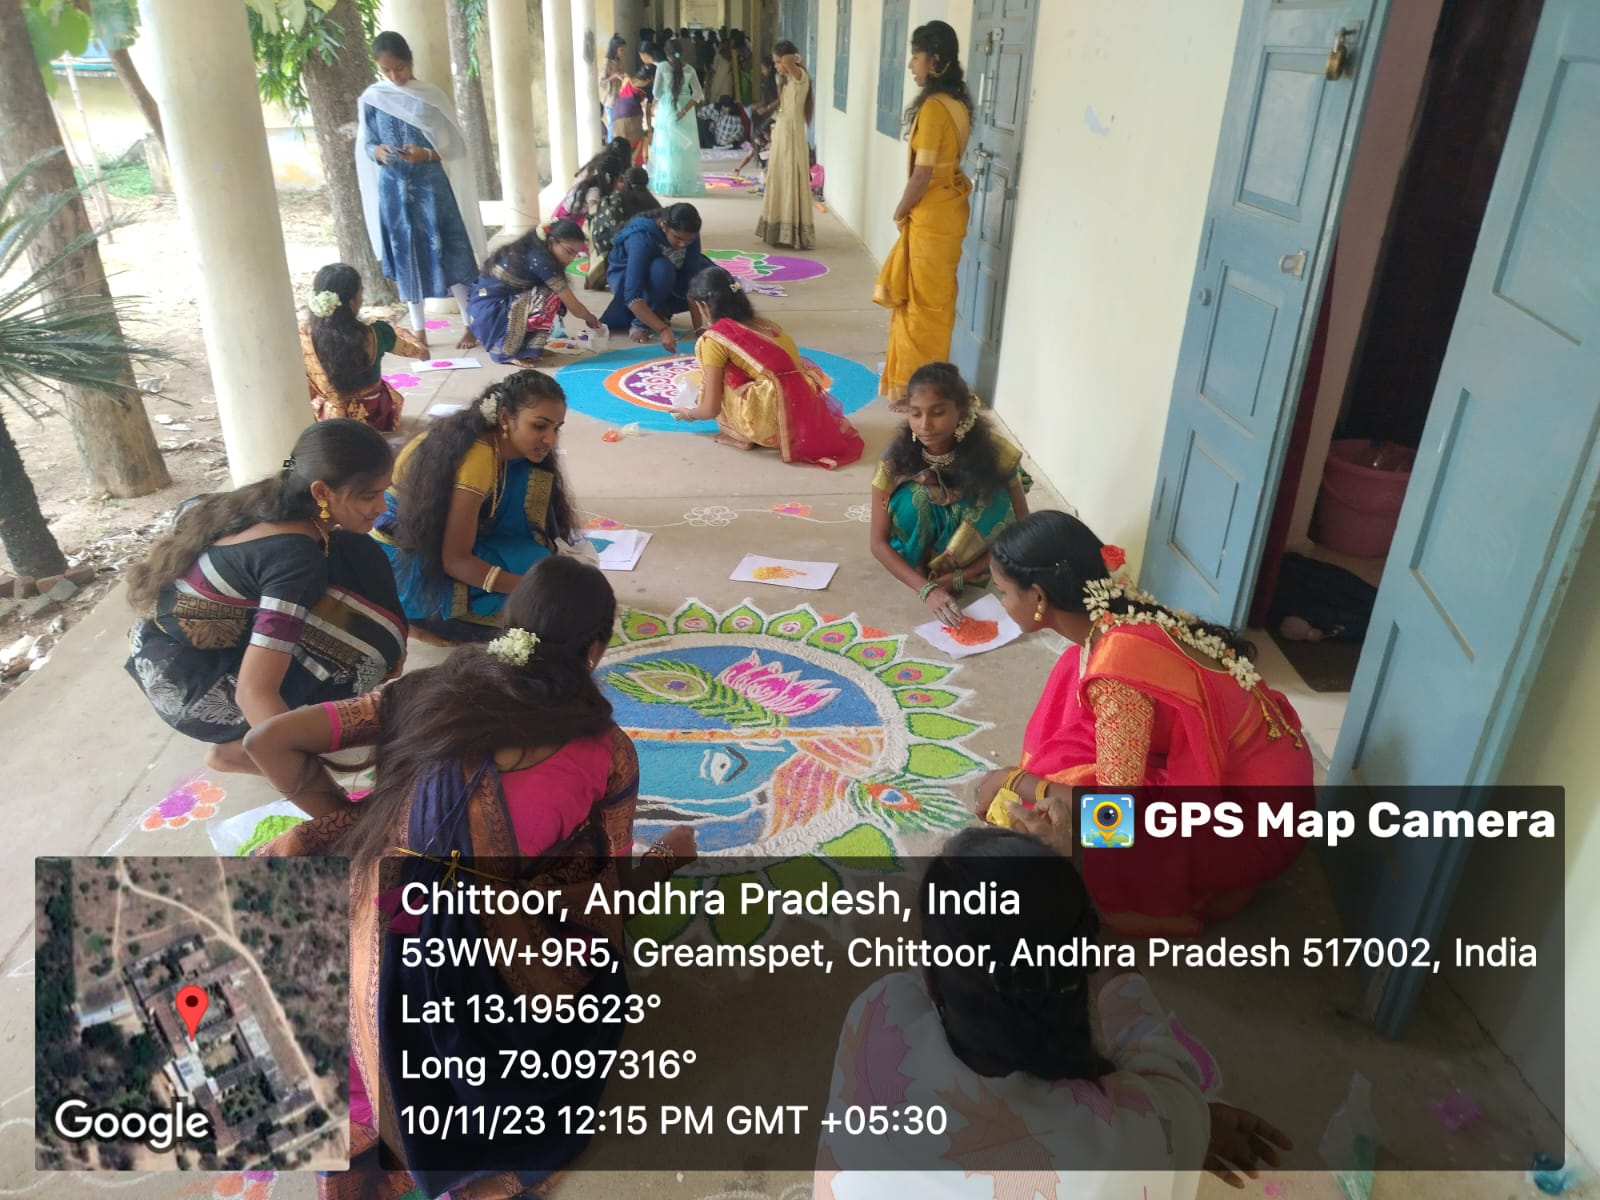 GPS Map Camera
Chittoor, Andhra Pradesh, India
53WW+9R5, Greamspet, Chittoor, Andhra Pradesh 517002, India
Lat 13.195623°
Long 79.097316°
10/11/23 12:15 PM GMT +05:30
Google